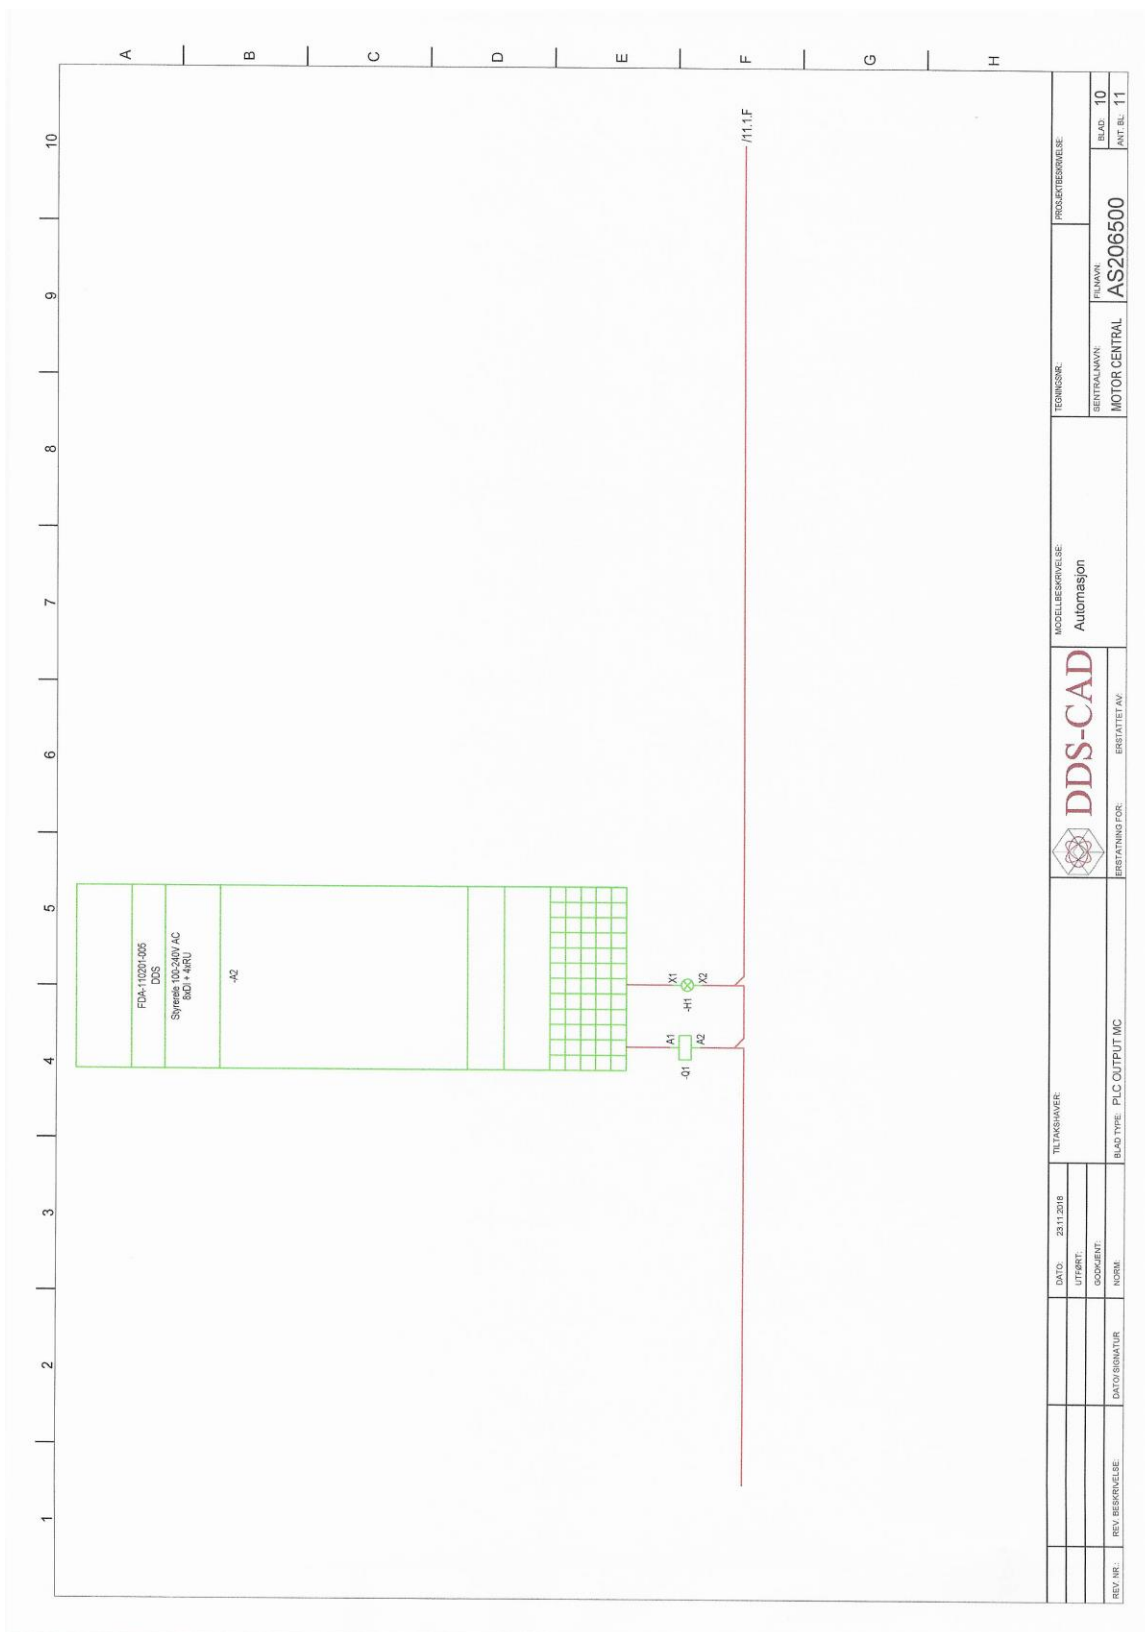 1
2
3
4
5
6
7
8
9
10
A
B
C
D
E
F
G
H
FDA-110201-005
DDS
Styrerele 100-240V AC
8xDI + 4xRU
-A2
-Q1
A1
A2
-H1
X1
X2
/11.1.F
REV. NR.:
REV. BESKRIVELSE:
DATO/SIGNATUR
DATO: 23.11.2018
UTFØRT:
GODKJENT:
NORM:
TILTAKSHAVER:
BLAD TYPE: PLC OUTPUT MC
DDS-CAD
ERSTATNING FOR:
ERSTATTET AV:
MODELLBESKRIVELSE:
Automasjon
TEGNINGSNR.:
PROSJEKTBESKRIVELSE:
SENTRALNAVN:
MOTOR CENTRAL
FILNAVN:
AS206500
BLAD: 10
ANT. BL: 11